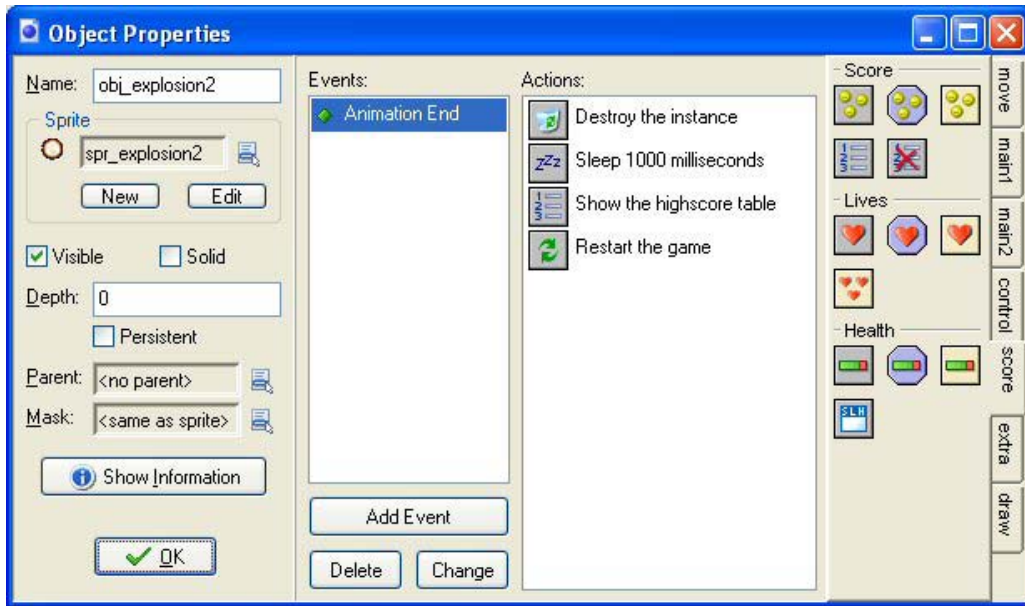 Object Properties
Name: obj_explosion2
Sprite
spr_explosion2
New Edit
Visible Solid
Depth: 0
Persistent
Parent: <no parent>
Mask: <same as sprite>
Show Information
OK
Events:
Animation End
Add Event
Delete Change
Actions:
Destroy the instance
Sleep 1000 milliseconds
Show the highscore table
Restart the game
Score
Lives
Health
SLH
move
main1
main2
control
score
extra
draw